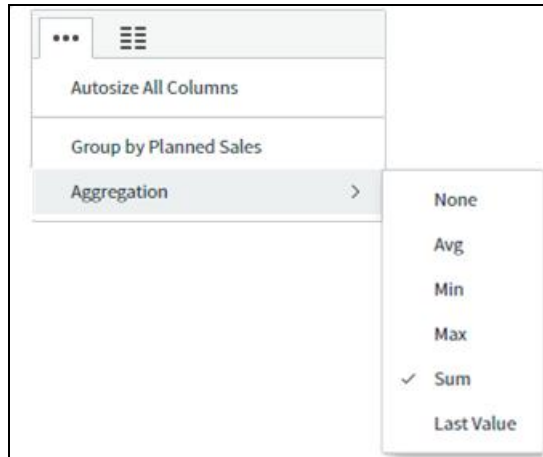 Autosize All Columns
Group by Planned Sales
Aggregation
None
Avg
Min
Max
Sum
Last Value